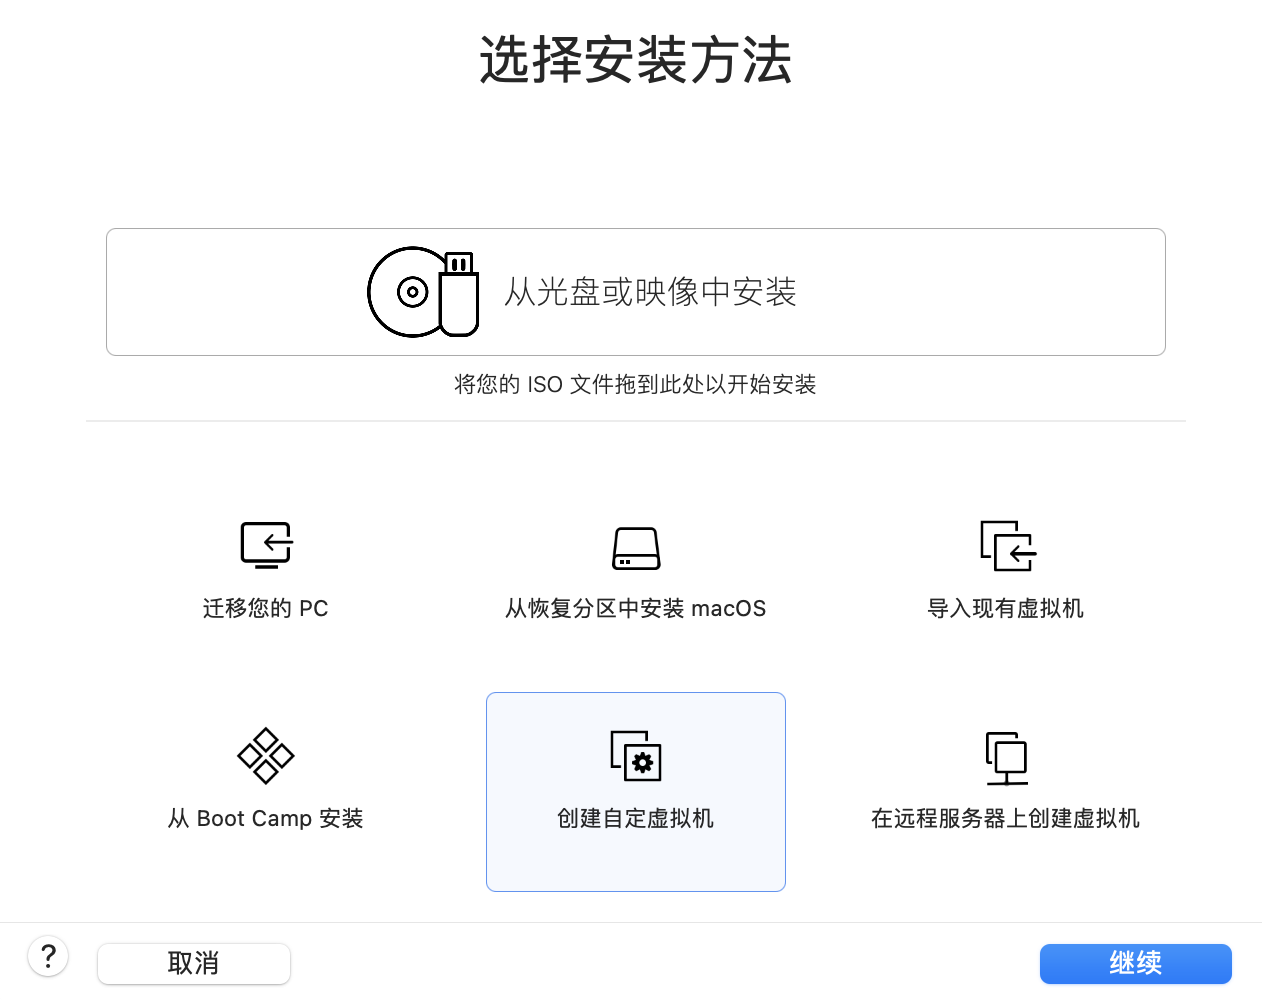 选择安装方法
从光盘或映像中安装
将您的 ISO 文件拖到此处以开始安装
迁移您的 PC
从恢复分区中安装 macOS
导入现有虚拟机
从 Boot Camp 安装
创建自定虚拟机
在远程服务器上创建虚拟机
?
取消
继续